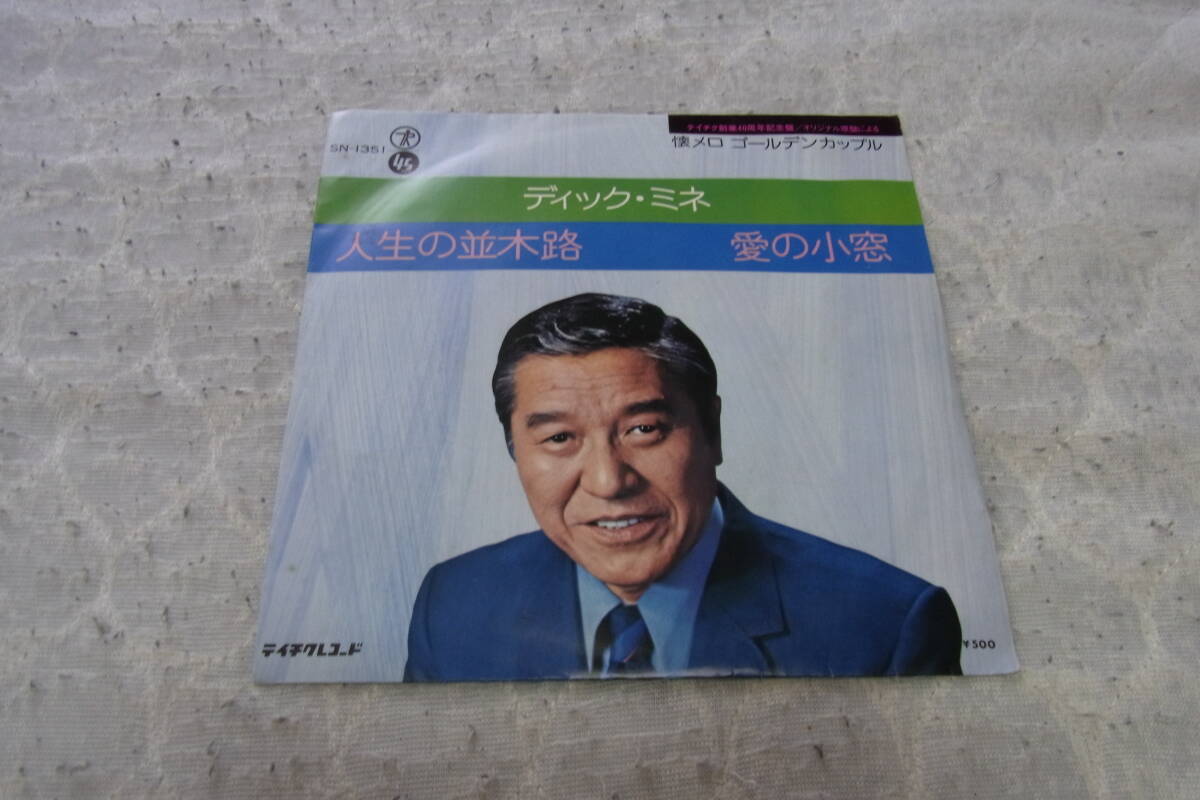 テイチク創業40周年記念盤/オリジナル原盤による
SN-1351
45
懐メロ ゴールデンカップル
ディック・ミネ
人生の並木路 愛の小窓
テイチクレコード
¥500